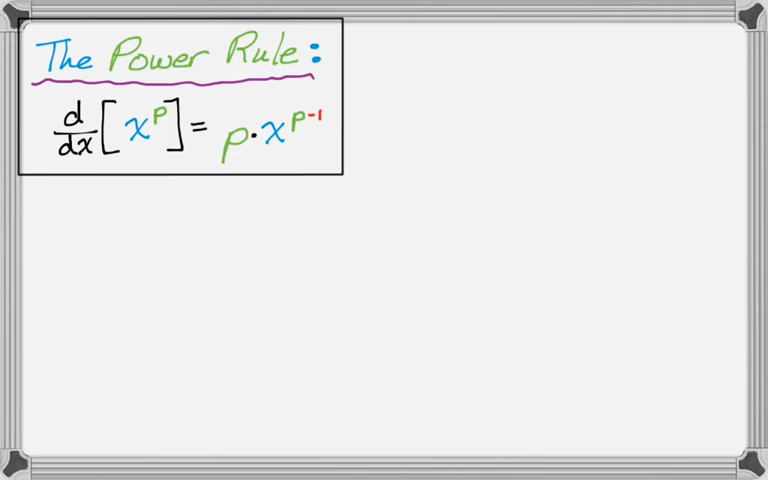 The Power Rule:
d/dx [x^p] = p · x^(p-1)